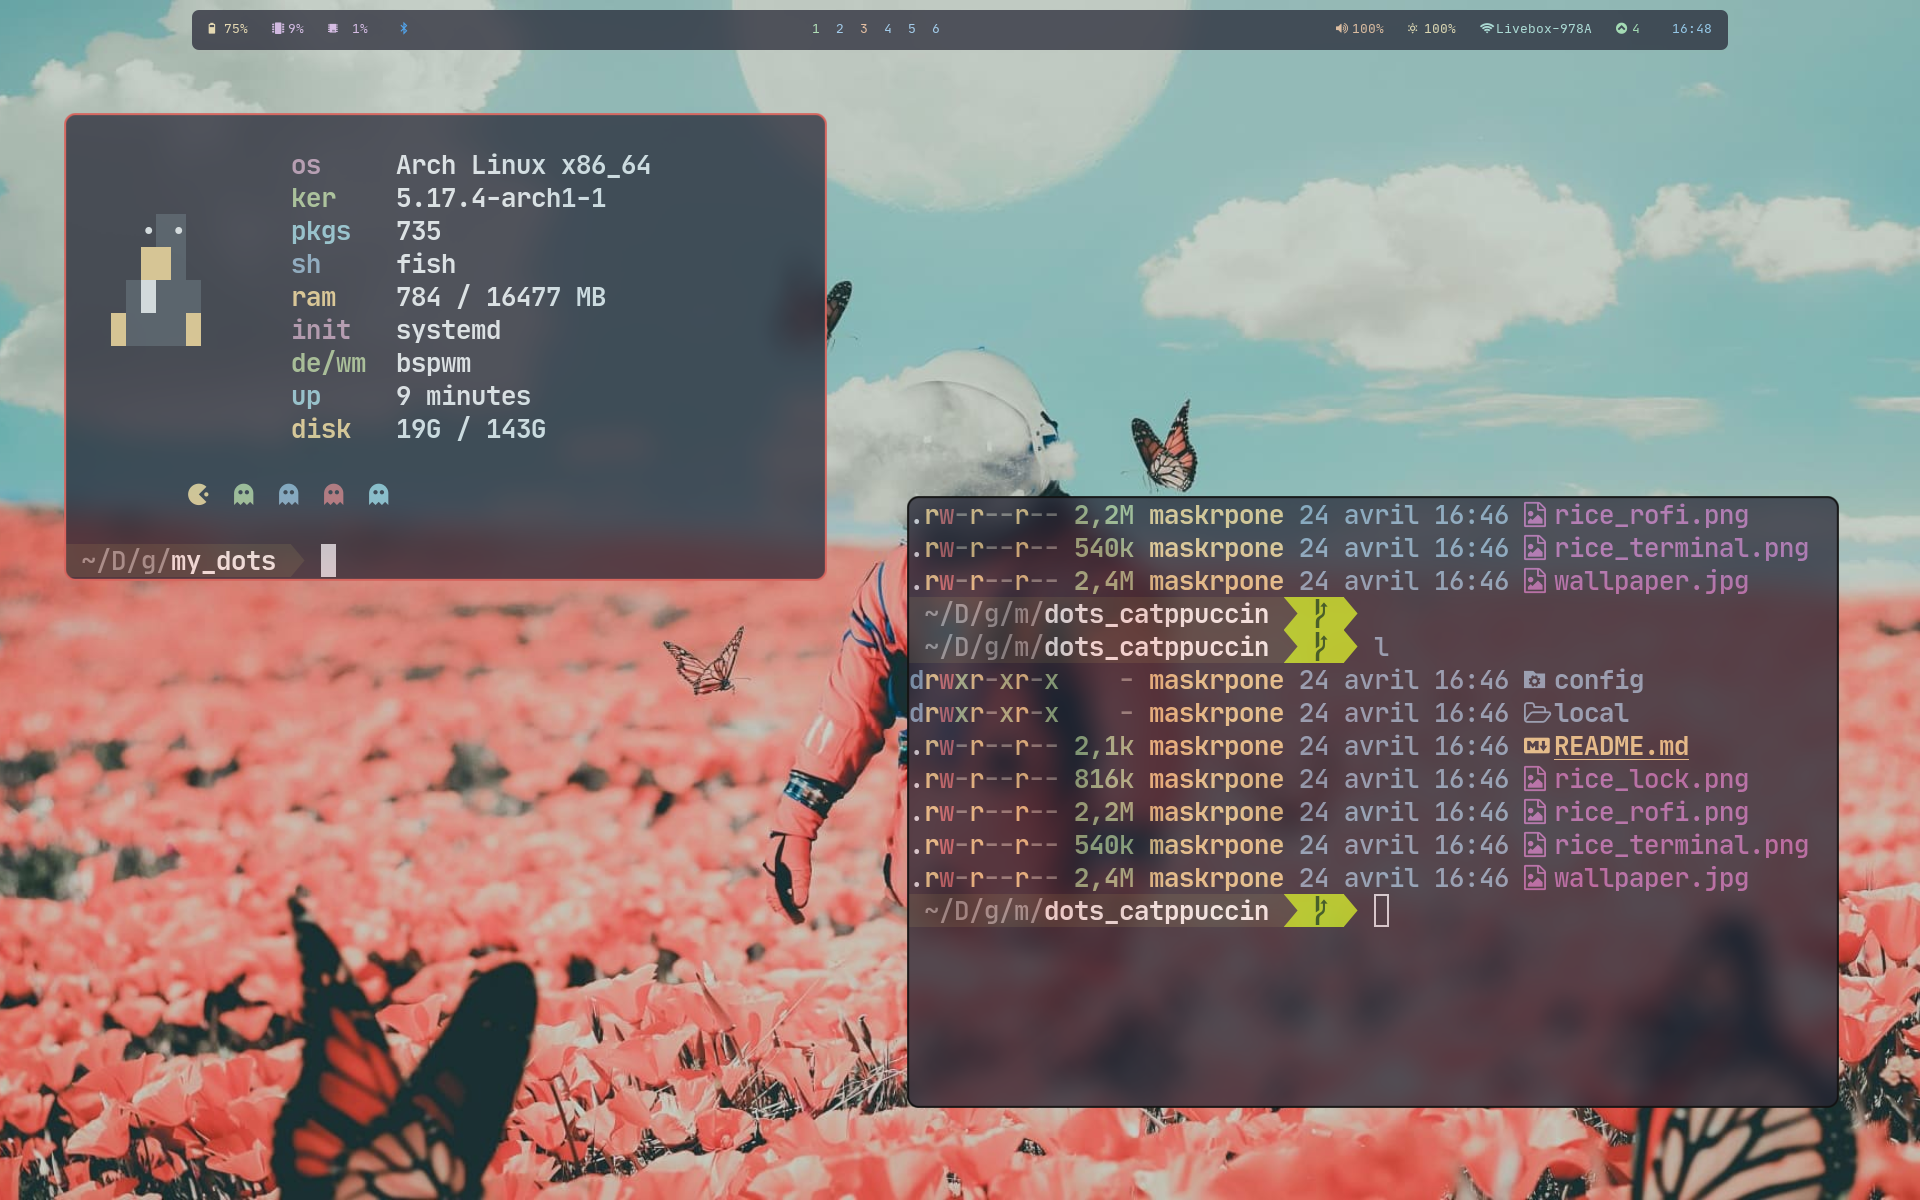 75% 9% 1% 1 2 3 4 5 6 100% 100% Livebox-978A 4 16:48
os Arch Linux x86_64
ker 5.17.4-arch1-1
pkgs 735
sh fish
ram 784 / 16477 MB
init systemd
de/wm bspwm
up 9 minutes
disk 19G / 143G
~/D/g/my_dots
.rw-r--r-- 2,2M maskrpone 24 avril 16:46 rice_rofi.png
.rw-r--r-- 540k maskrpone 24 avril 16:46 rice_terminal.png
.rw-r--r-- 2,4M maskrpone 24 avril 16:46 wallpaper.jpg
~/D/g/m/dots_catppuccin
~/D/g/m/dots_catppuccin l
drwxr-xr-x - maskrpone 24 avril 16:46 config
drwxr-xr-x - maskrpone 24 avril 16:46 local
.rw-r--r-- 2,1k maskrpone 24 avril 16:46 README.md
.rw-r--r-- 816k maskrpone 24 avril 16:46 rice_lock.png
.rw-r--r-- 2,2M maskrpone 24 avril 16:46 rice_rofi.png
.rw-r--r-- 540k maskrpone 24 avril 16:46 rice_terminal.png
.rw-r--r-- 2,4M maskrpone 24 avril 16:46 wallpaper.jpg
~/D/g/m/dots_catppuccin